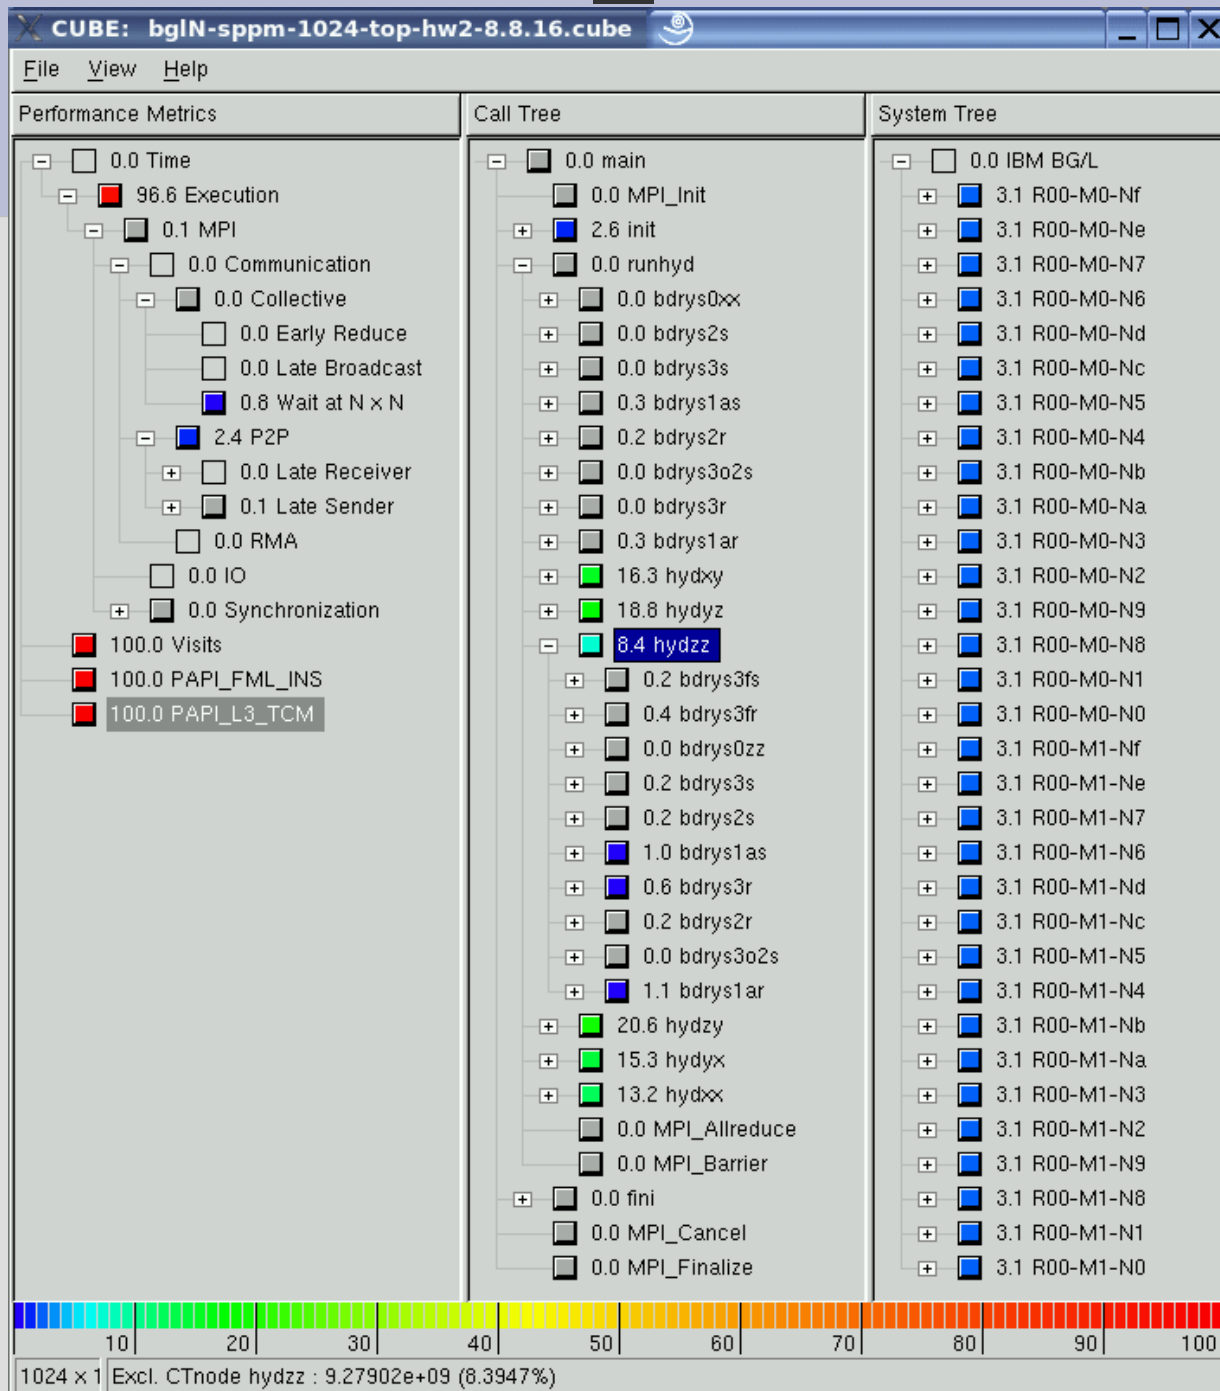 CUBE: bglN-sppm-1024-top-hw2-8.8.16.cube
File View Help
Performance Metrics
0.0 Time
96.6 Execution
0.1 MPI
0.0 Communication
0.0 Collective
0.0 Early Reduce
0.0 Late Broadcast
0.8 Wait at N x N
2.4 P2P
0.0 Late Receiver
0.1 Late Sender
0.0 RMA
0.0 IO
0.0 Synchronization
100.0 Visits
100.0 PAPI_FML_INS
100.0 PAPI_L3_TCM
Call Tree
0.0 main
0.0 MPI_Init
2.6 init
0.0 runhyd
0.0 bdrys0xx
0.0 bdrys2s
0.0 bdrys3s
0.3 bdrys1as
0.2 bdrys2r
0.0 bdrys3o2s
0.0 bdrys3r
0.3 bdrys1ar
16.3 hydxy
18.8 hydyz
8.4 hydzz
0.2 bdrys3fs
0.4 bdrys3fr
0.0 bdrys0zz
0.2 bdrys3s
0.2 bdrys2s
1.0 bdrys1as
0.6 bdrys3r
0.2 bdrys2r
0.0 bdrys3o2s
1.1 bdrys1ar
20.6 hydzy
15.3 hydyx
13.2 hydxx
0.0 MPI_Allreduce
0.0 MPI_Barrier
0.0 fini
0.0 MPI_Cancel
0.0 MPI_Finalize
System Tree
0.0 IBM BG/L
3.1 R00-M0-Nf
3.1 R00-M0-Ne
3.1 R00-M0-N7
3.1 R00-M0-N6
3.1 R00-M0-Nd
3.1 R00-M0-Nc
3.1 R00-M0-N5
3.1 R00-M0-N4
3.1 R00-M0-Nb
3.1 R00-M0-Na
3.1 R00-M0-N3
3.1 R00-M0-N2
3.1 R00-M0-N9
3.1 R00-M0-N8
3.1 R00-M0-N1
3.1 R00-M0-N0
3.1 R00-M1-Nf
3.1 R00-M1-Ne
3.1 R00-M1-N7
3.1 R00-M1-N6
3.1 R00-M1-Nd
3.1 R00-M1-Nc
3.1 R00-M1-N5
3.1 R00-M1-N4
3.1 R00-M1-Nb
3.1 R00-M1-Na
3.1 R00-M1-N3
3.1 R00-M1-N2
3.1 R00-M1-N9
3.1 R00-M1-N8
3.1 R00-M1-N1
3.1 R00-M1-N0
10 20 30 40 50 60 70 80 90 100
1024 x 1 Excl. CTnode hydzz : 9.27902e+09 (8.3947%)